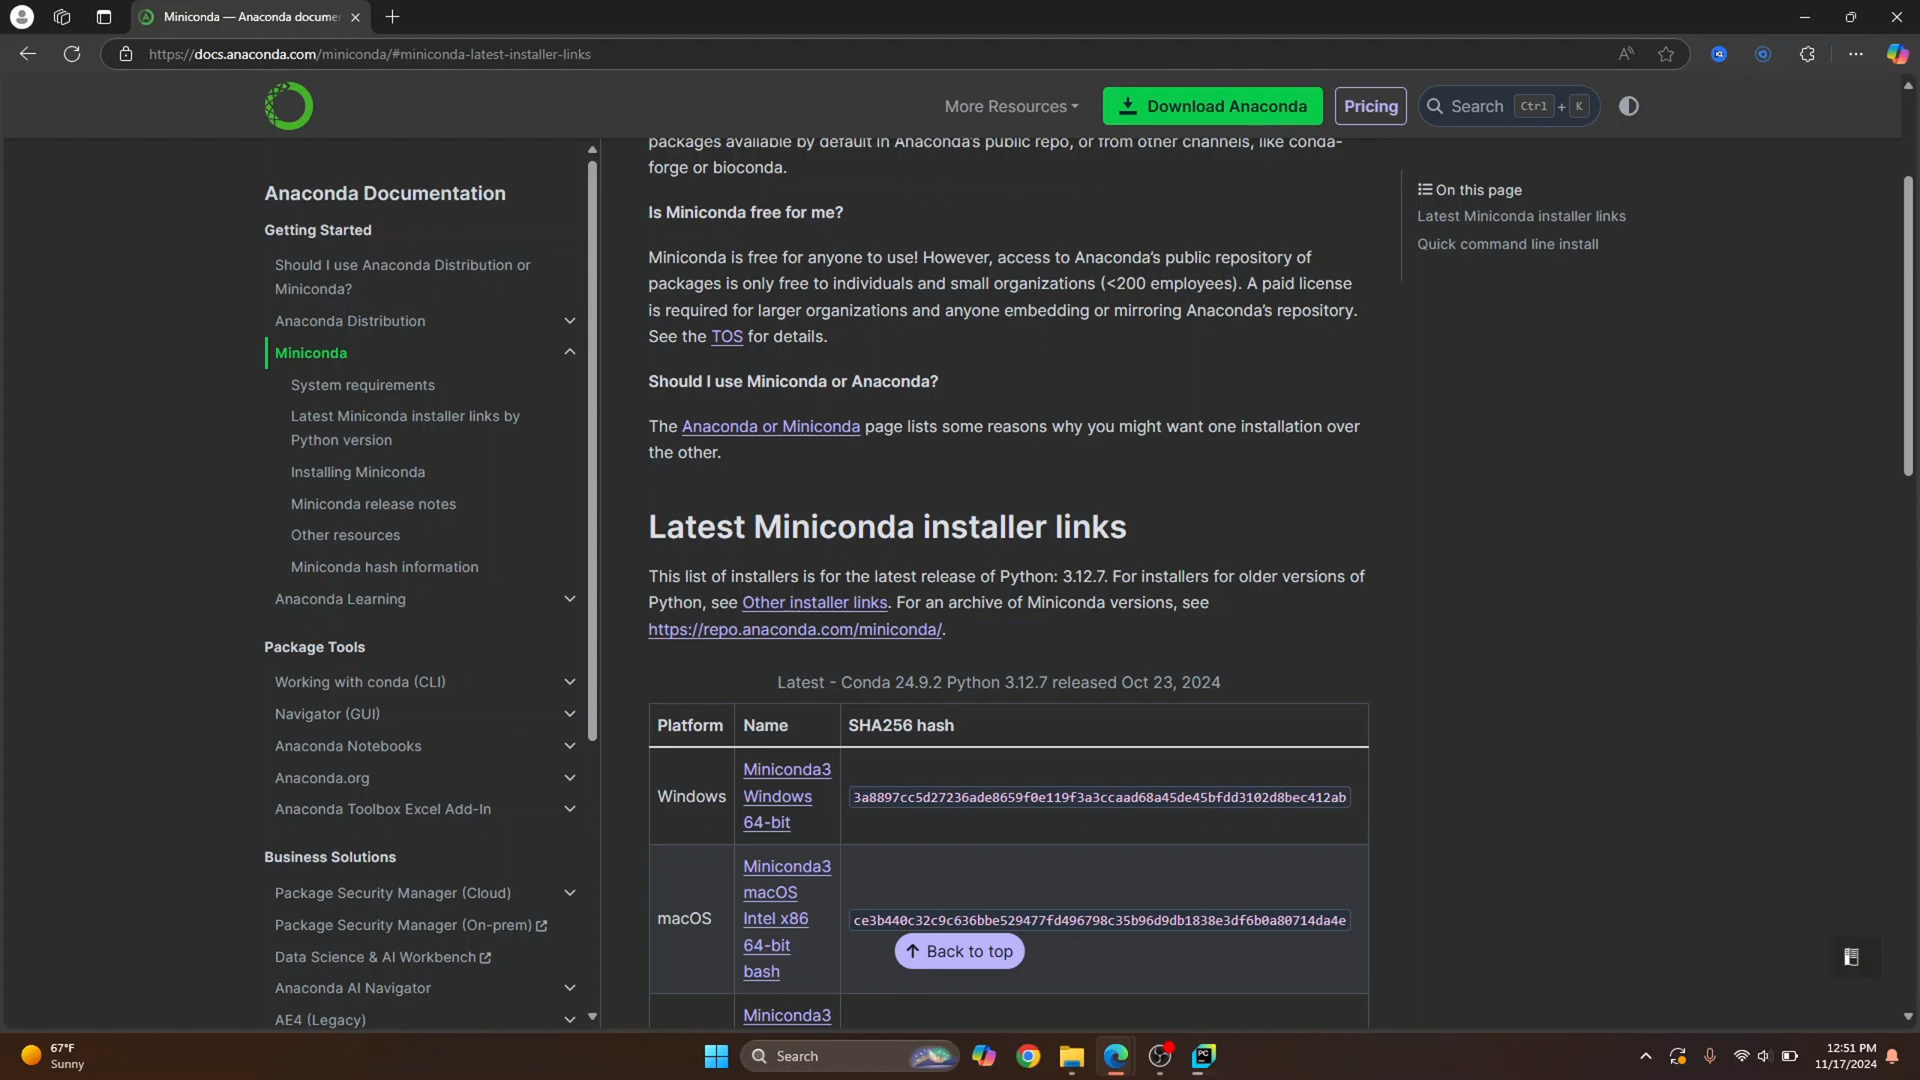 Miniconda — Anaconda docume
https://docs.anaconda.com/miniconda/#miniconda-latest-installer-links
More Resources
Download Anaconda
Pricing
Search Ctrl + K
Anaconda Documentation
Getting Started
Should I use Anaconda Distribution or
Miniconda?
Anaconda Distribution
Miniconda
System requirements
Latest Miniconda installer links by
Python version
Installing Miniconda
Miniconda release notes
Other resources
Miniconda hash information
Anaconda Learning
Package Tools
Working with conda (CLI)
Navigator (GUI)
Anaconda Notebooks
Anaconda.org
Anaconda Toolbox Excel Add-In
Business Solutions
Package Security Manager (Cloud)
Package Security Manager (On-prem)
Data Science & AI Workbench
Anaconda AI Navigator
AE4 (Legacy)
packages available by default in Anaconda's public repo, or from other channels, like conda-
forge or bioconda.
Is Miniconda free for me?
Miniconda is free for anyone to use! However, access to Anaconda's public repository of
packages is only free to individuals and small organizations (<200 employees). A paid license
is required for larger organizations and anyone embedding or mirroring Anaconda's repository.
See the TOS for details.
Should I use Miniconda or Anaconda?
The Anaconda or Miniconda page lists some reasons why you might want one installation over
the other.
Latest Miniconda installer links
This list of installers is for the latest release of Python: 3.12.7. For installers for older versions of
Python, see Other installer links. For an archive of Miniconda versions, see
https://repo.anaconda.com/miniconda/.
Latest - Conda 24.9.2 Python 3.12.7 released Oct 23, 2024
Platform Name SHA256 hash
Windows
Miniconda3
Windows
64-bit
3a8897cc5d27236ade8659f0e119f3a3ccaad68a45de45bfdd3102d8bec412ab
macOS
Miniconda3
macOS
Intel x86
64-bit
bash
ce3b440c32c9c636bbe529477fd496798c35b96d9db1838e3df6b0a80714da4e
Back to top
Miniconda3
On this page
Latest Miniconda installer links
Quick command line install
67°F
Sunny
Search
PC
12:51 PM
11/17/2024